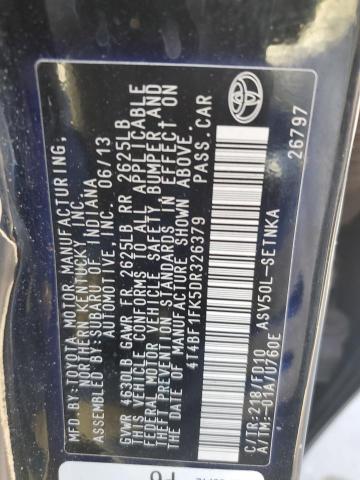 MFD. BY:-TOYOTA MOTOR MANUFACTURING,
NORTHERN KENTUCKY, INC.
ASSEMBLED BY:SUBARU OF INDIANA
AUTOMOTIVE, INC. 06/13
GVWR 4630LB GAWR FR 2625LB RR 2625LB
THIS VEHICLE CONFORMS TO ALL APPLICABLE
FEDERAL MOTOR VEHICLE SAFETY, BUMPER AND
THEFT PREVENTION STANDARDS IN EFFECT ON
THE DATE OF MANUFACTURE SHOWN ABOVE.
4T4BF1FK5DR326379 PASS.CAR
C/TR:218/FD10
A/TM:-01A/U760E
ASV50L-SETNKA
26797